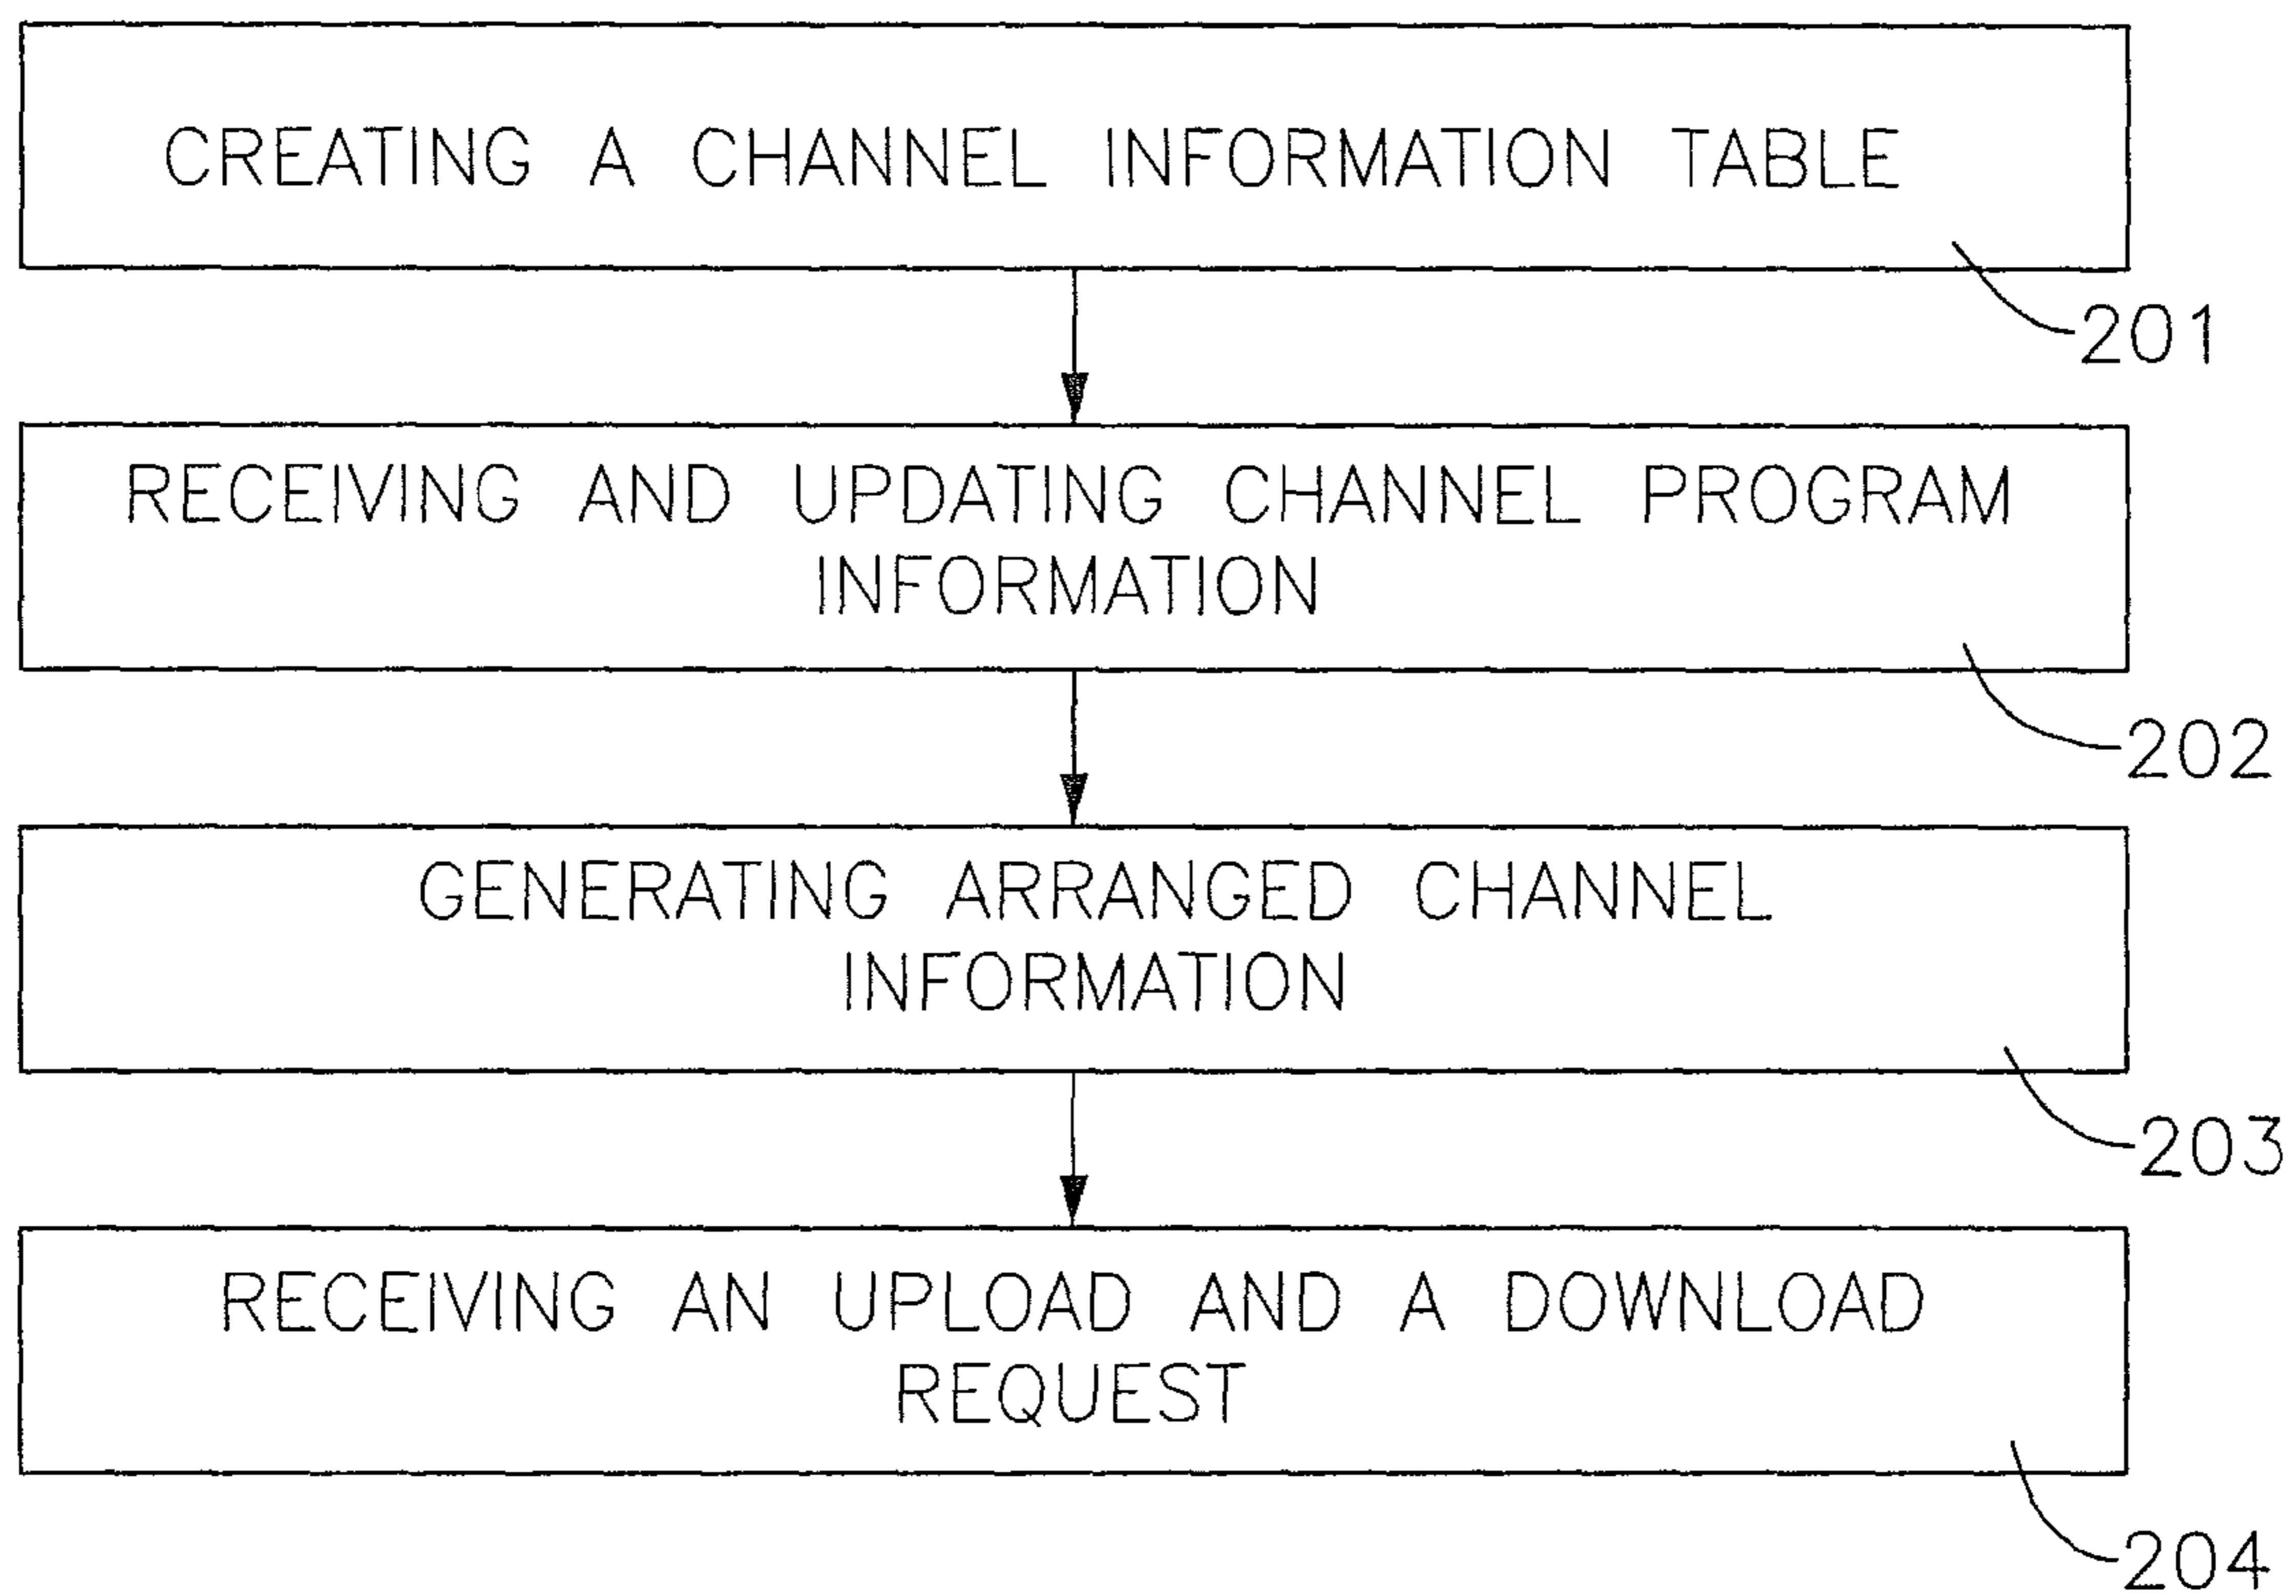 CREATING A CHANNEL INFORMATION TABLE
201
RECEIVING AND UPDATING CHANNEL PROGRAM
INFORMATION
202
GENERATING ARRANGED CHANNEL
INFORMATION
203
RECEIVING AN UPLOAD AND A DOWNLOAD
REQUEST
204